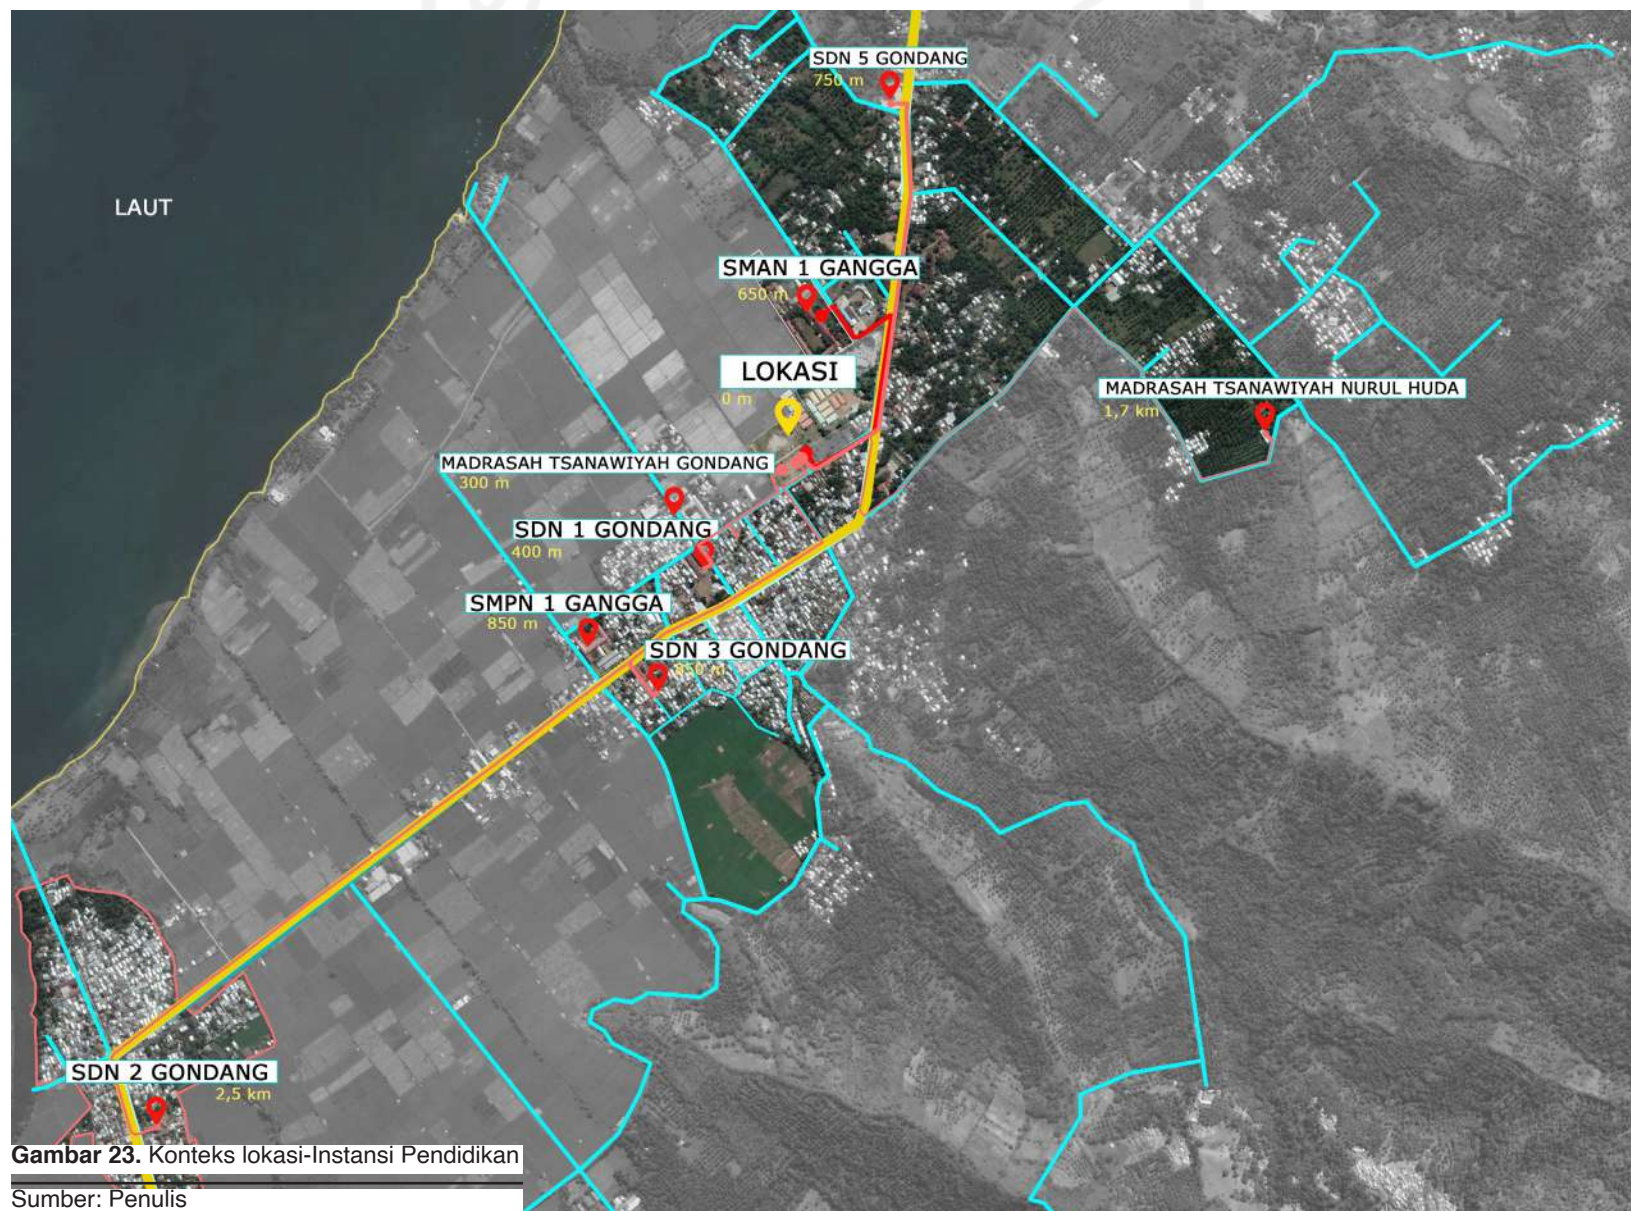 SDN 5 GONDANG
750 m
LAUT
SMAN 1 GANGGA
650 m
LOKASI
0 m
MADRASAH TSANAWIYAH NURUL HUDA
1,7 km
MADRASAH TSANAWIYAH GONDANG
300 m
SDN 1 GONDANG
400 m
SMPN 1 GANGGA
850 m
SDN 3 GONDANG
850 m
SDN 2 GONDANG
2,5 km
Gambar 23. Konteks lokasi-Instansi Pendidikan
Sumber: Penulis